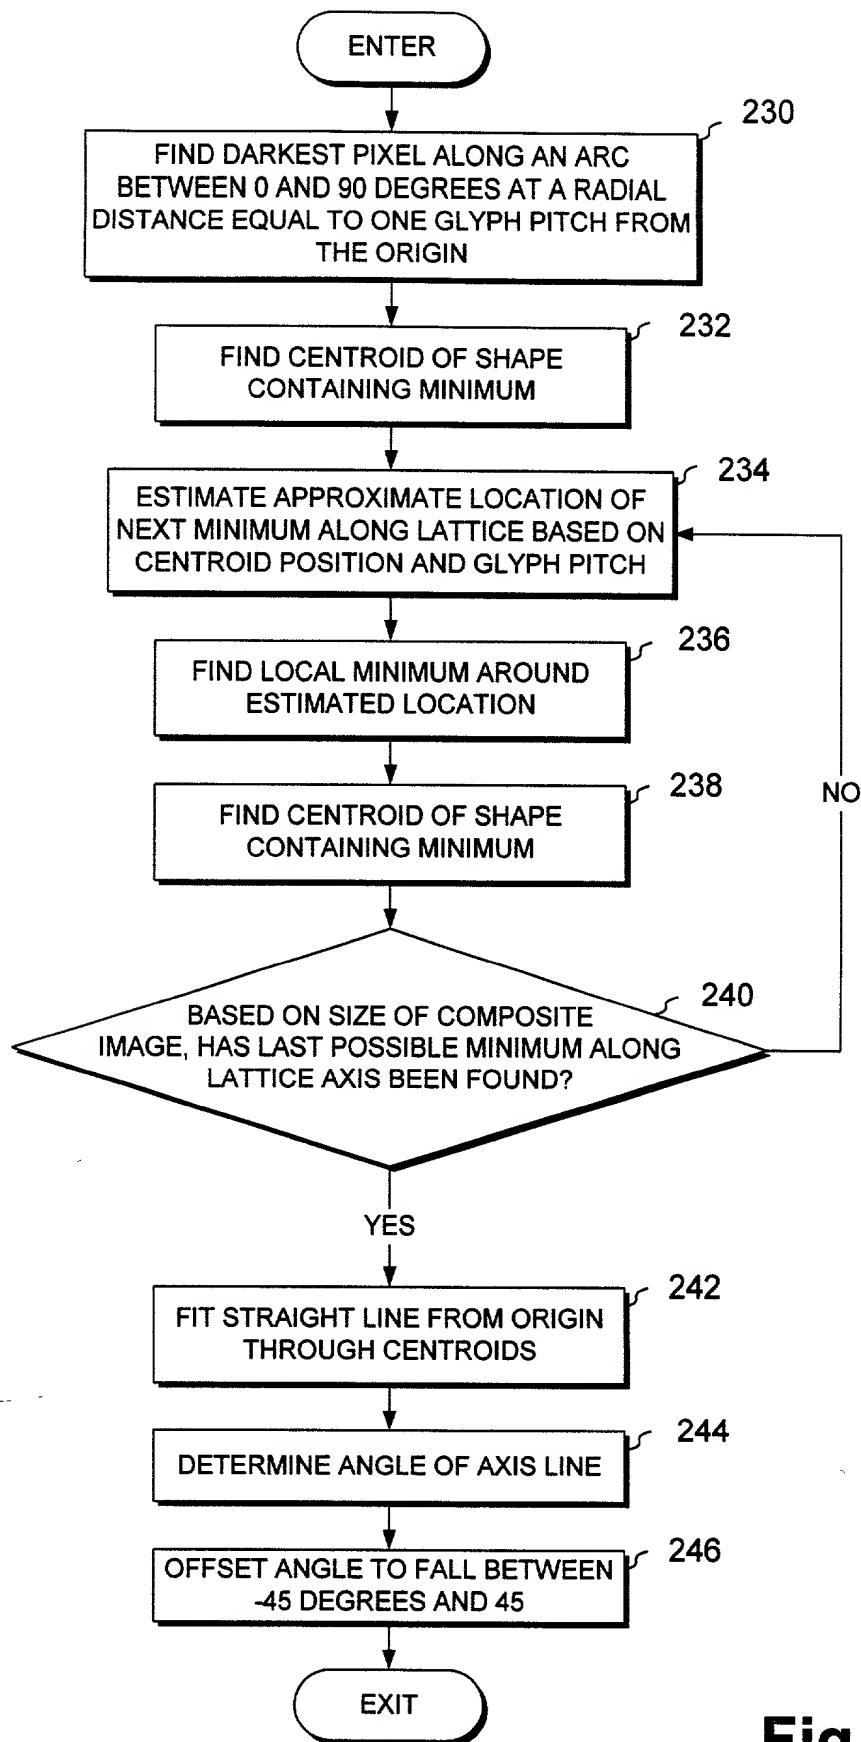 ENTER
230
FIND DARKEST PIXEL ALONG AN ARC
BETWEEN 0 AND 90 DEGREES AT A RADIAL
DISTANCE EQUAL TO ONE GLYPH PITCH FROM
THE ORIGIN
232
FIND CENTROID OF SHAPE
CONTAINING MINIMUM
234
ESTIMATE APPROXIMATE LOCATION OF
NEXT MINIMUM ALONG LATTICE BASED ON
CENTROID POSITION AND GLYPH PITCH
236
FIND LOCAL MINIMUM AROUND
ESTIMATED LOCATION
238
FIND CENTROID OF SHAPE
CONTAINING MINIMUM
NO
240
BASED ON SIZE OF COMPOSITE
IMAGE, HAS LAST POSSIBLE MINIMUM ALONG
LATTICE AXIS BEEN FOUND?
YES
242
FIT STRAIGHT LINE FROM ORIGIN
THROUGH CENTROIDS
244
DETERMINE ANGLE OF AXIS LINE
246
OFFSET ANGLE TO FALL BETWEEN
-45 DEGREES AND 45
EXIT
Fig